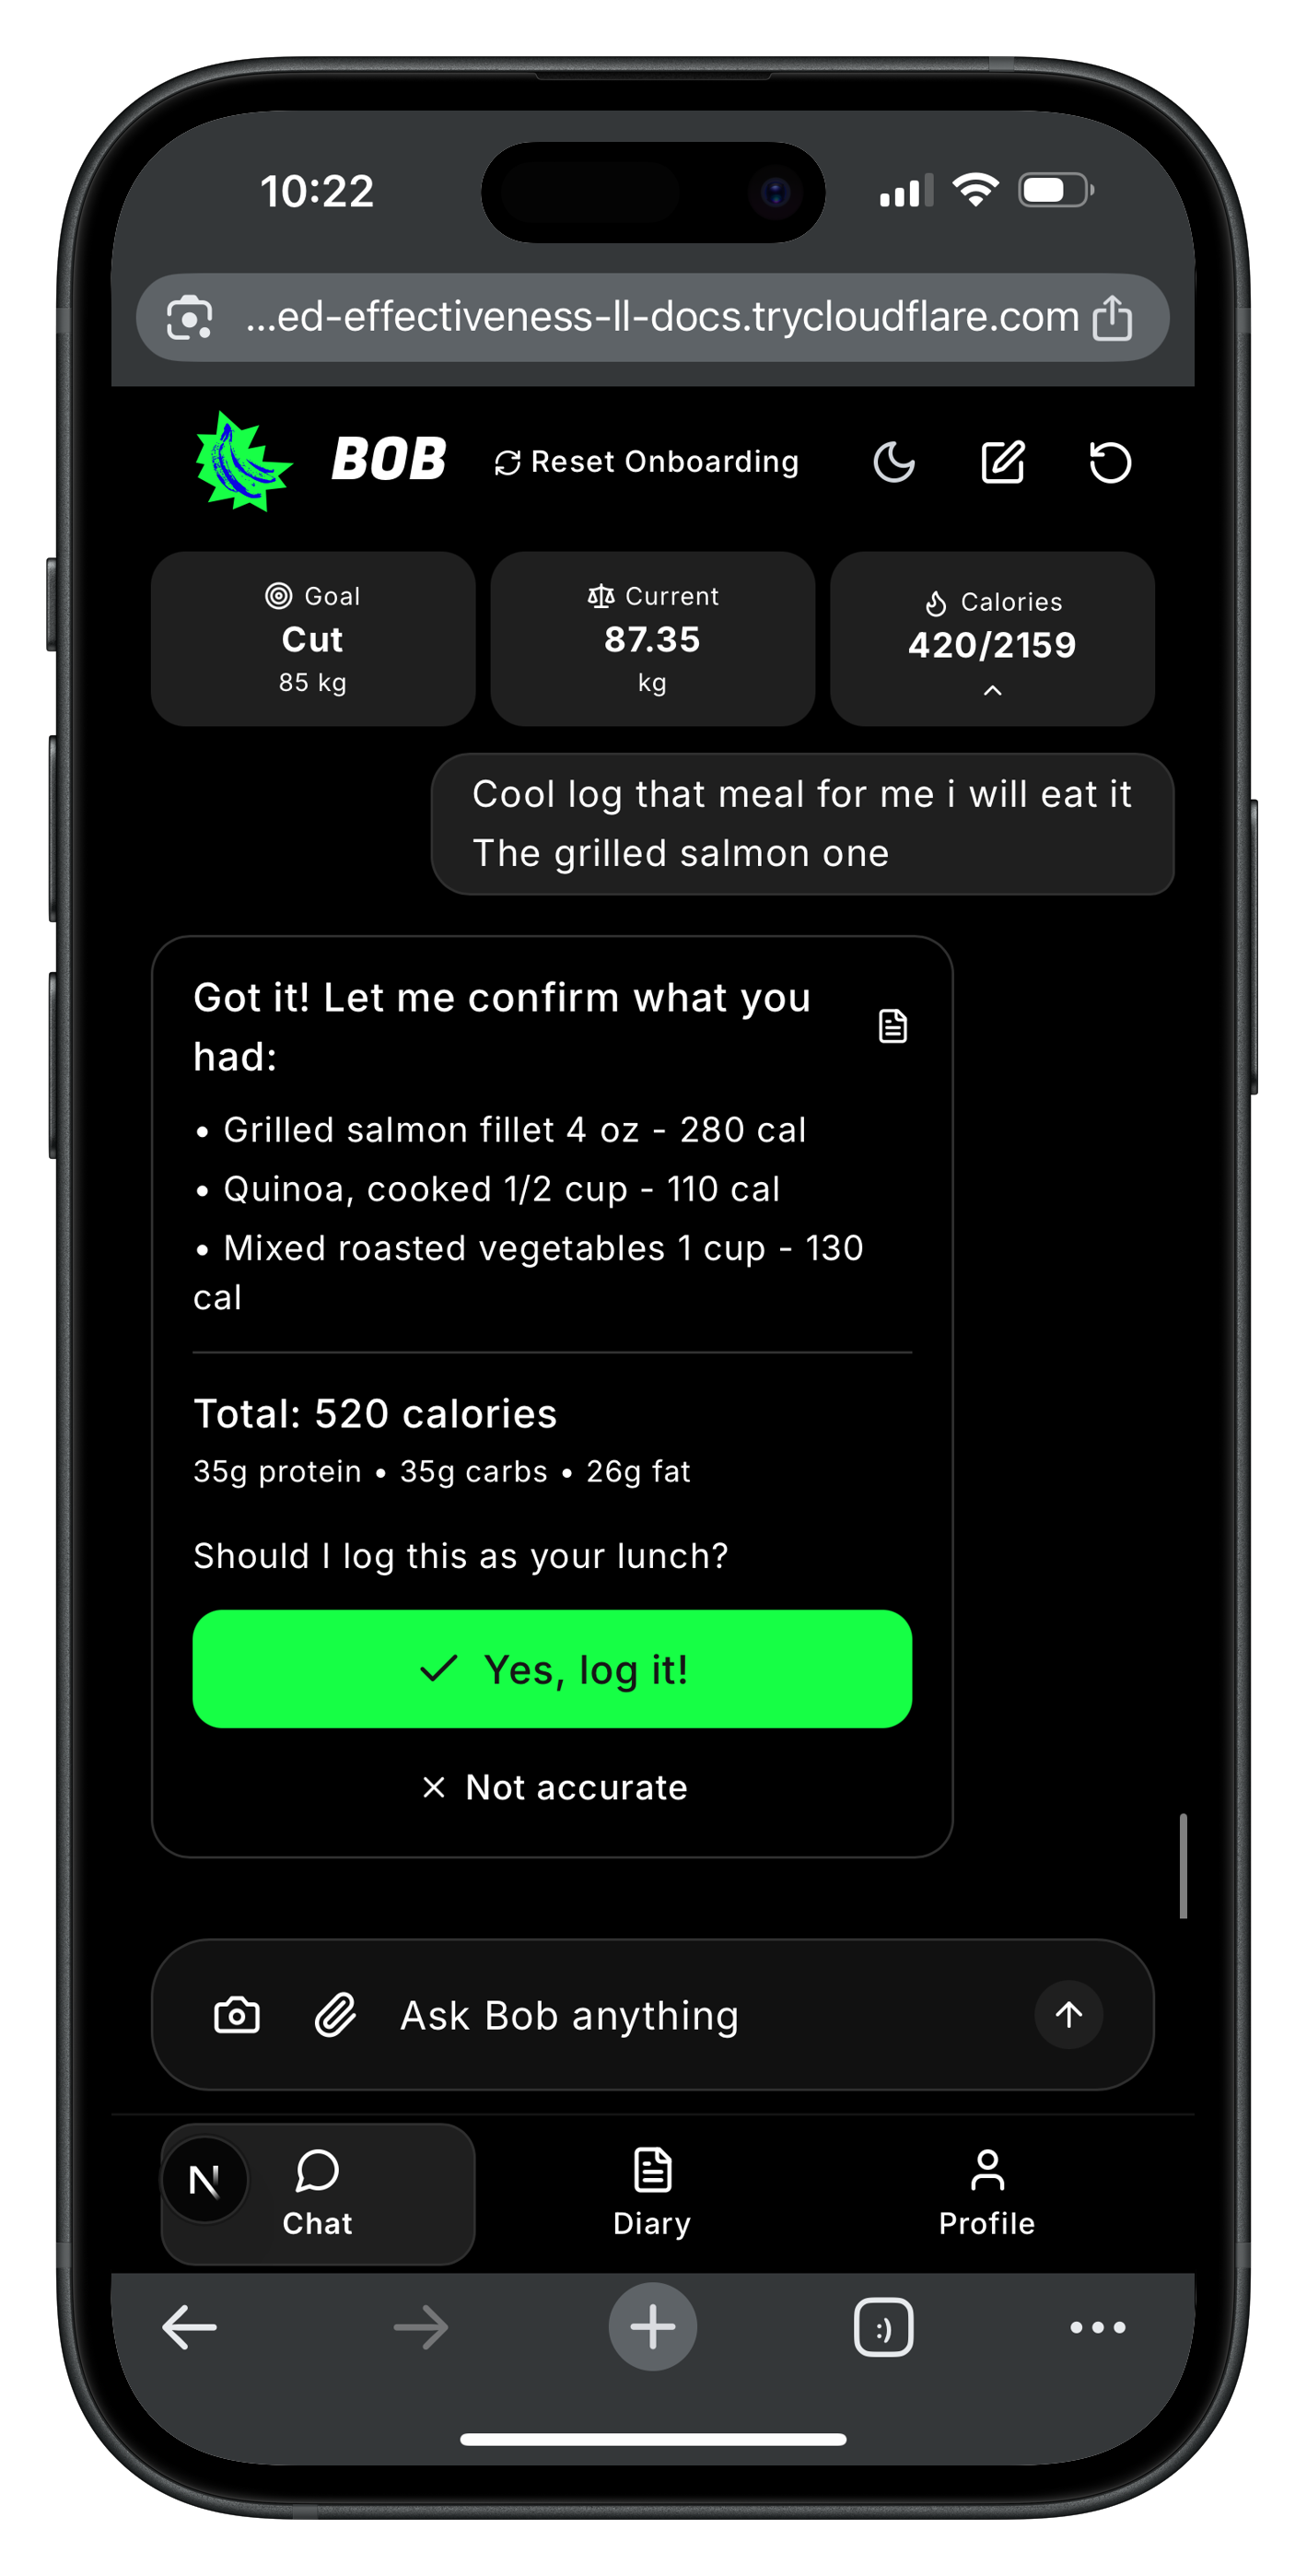 10:22
...ed-effectiveness-ll-docs.trycloudflare.com
BOB
Reset Onboarding
Goal
Cut
85 kg
Current
87.35
kg
Calories
420/2159
Cool log that meal for me i will eat it
The grilled salmon one
Got it! Let me confirm what you
had:
• Grilled salmon fillet 4 oz - 280 cal
• Quinoa, cooked 1/2 cup - 110 cal
• Mixed roasted vegetables 1 cup - 130
cal
Total: 520 calories
35g protein • 35g carbs • 26g fat
Should I log this as your lunch?
Yes, log it!
Not accurate
Ask Bob anything
N
Chat
Diary
Profile
:)